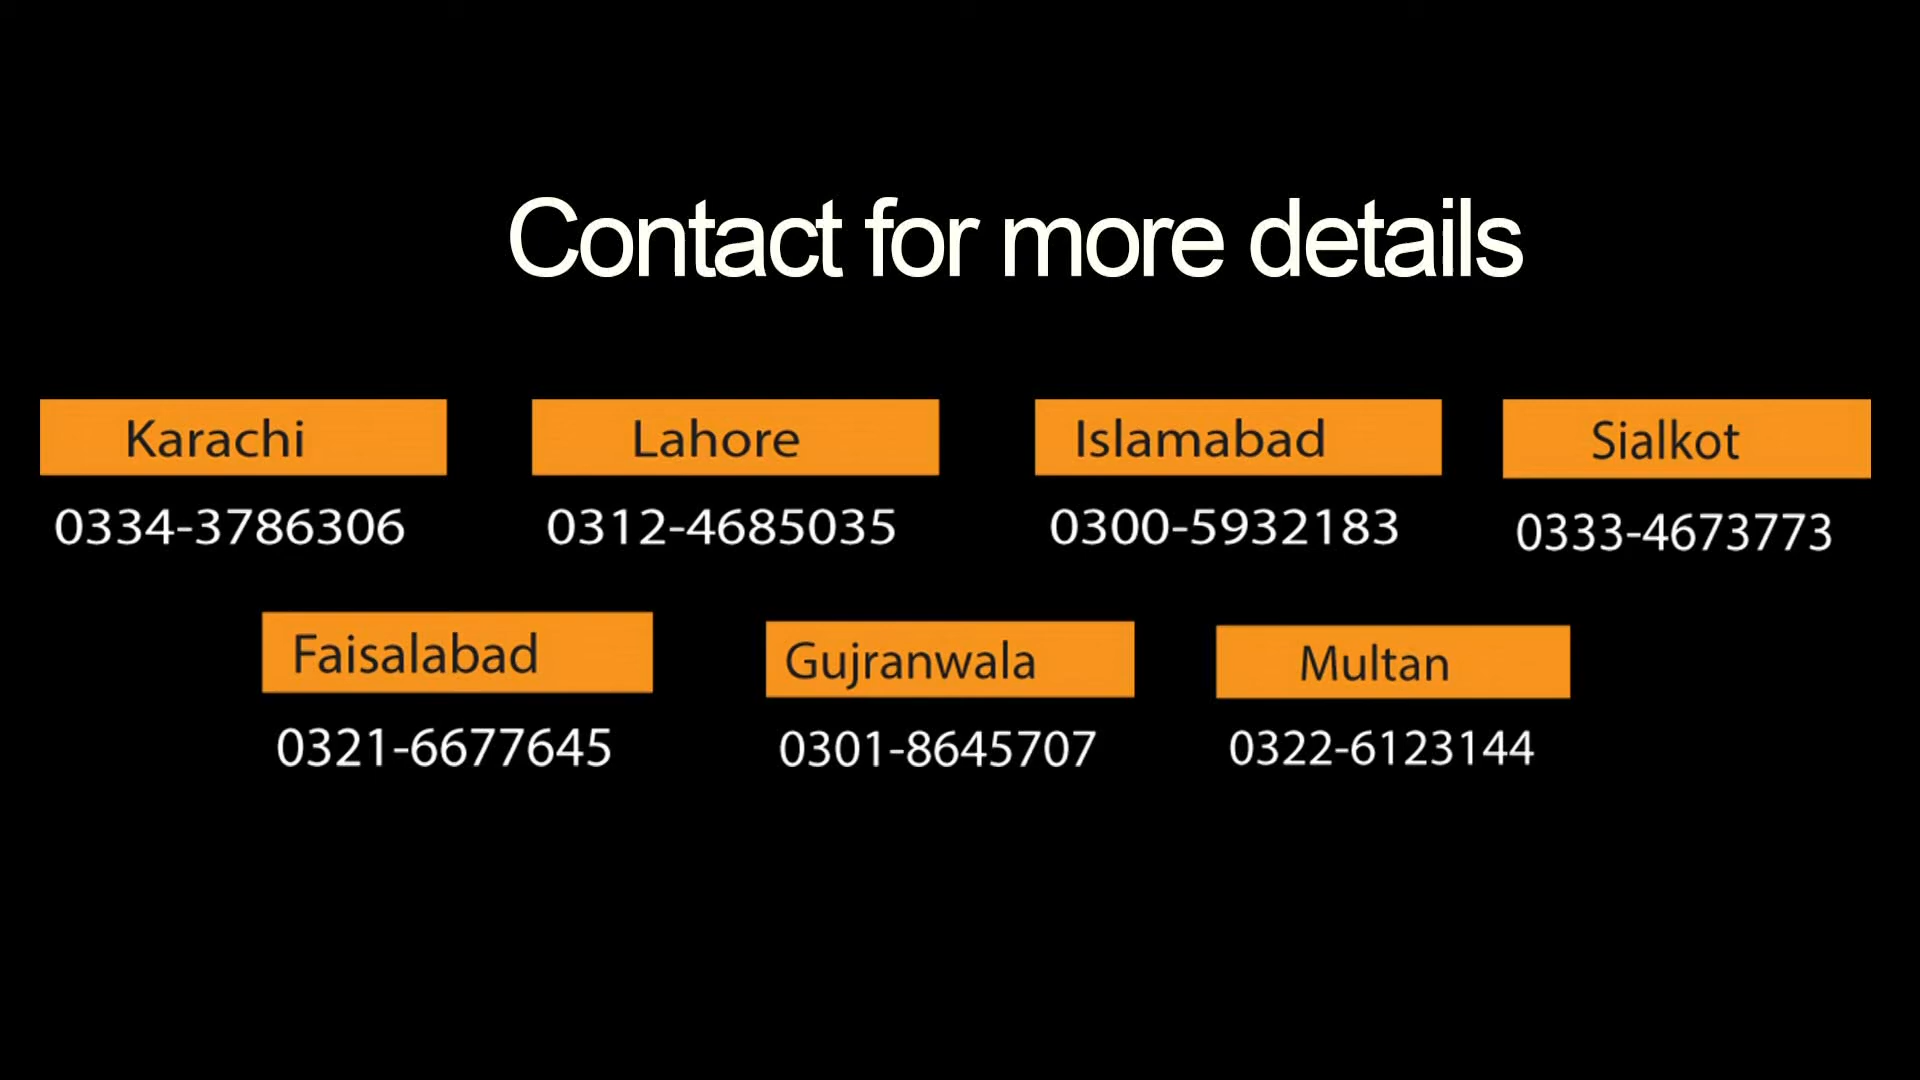 Contact for more details
Karachi Lahore Islamabad Sialkot
0334-3786306 0312-4685035 0300-5932183 0333-4673773
Faisalabad Gujranwala Multan
0321-6677645 0301-8645707 0322-6123144